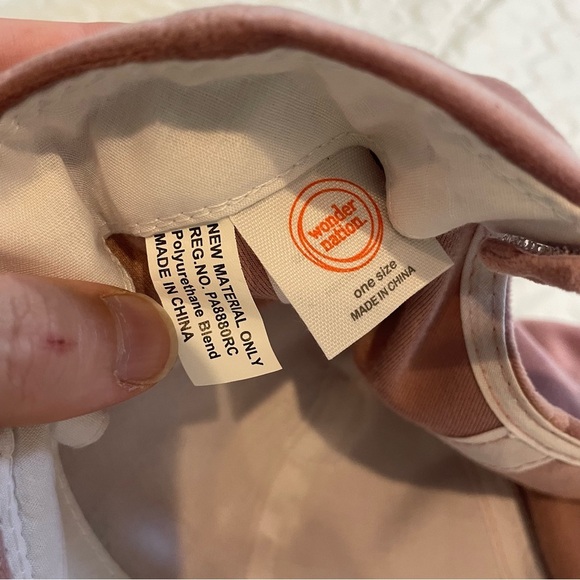 NEW MATERIAL ONLY
REG.NO. PA8880RC
Polyurethane Blend
MADE IN CHINA
wonder
nation.
one size
MADE IN CHINA